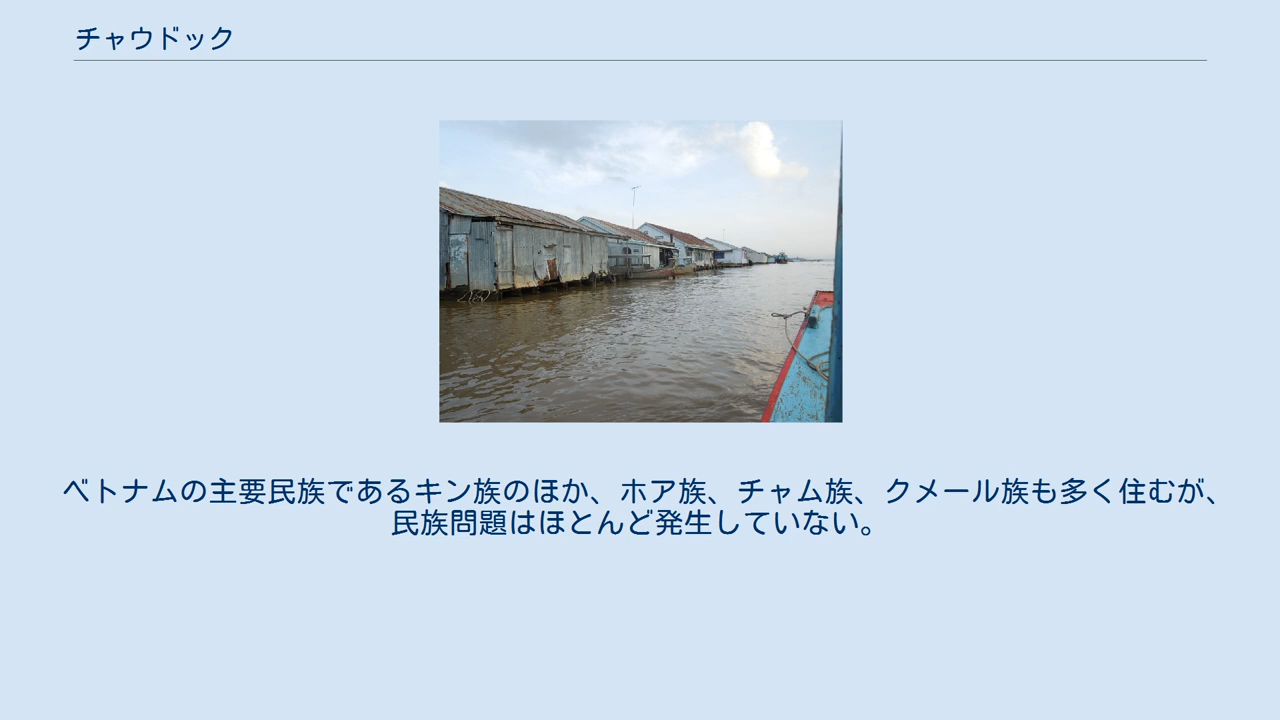 チャウドック
ベトナムの主要民族であるキン族のほか、ホア族、チャム族、クメール族も多く住むが、
民族問題はほとんど発生していない。